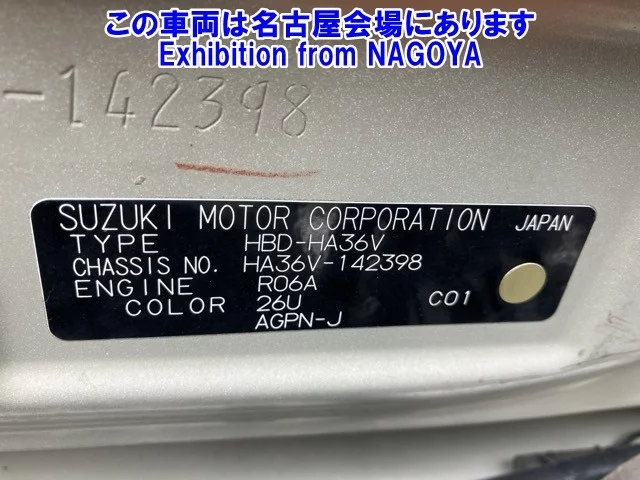 この車両は名古屋会場にあります
Exhibition from NAGOYA
-142398
SUZUKI MOTOR CORPORATION JAPAN
TYPE HBD-HA36V
CHASSIS NO. HA36V-142398
ENGINE R06A
COLOR 26U C01
AGPN-J